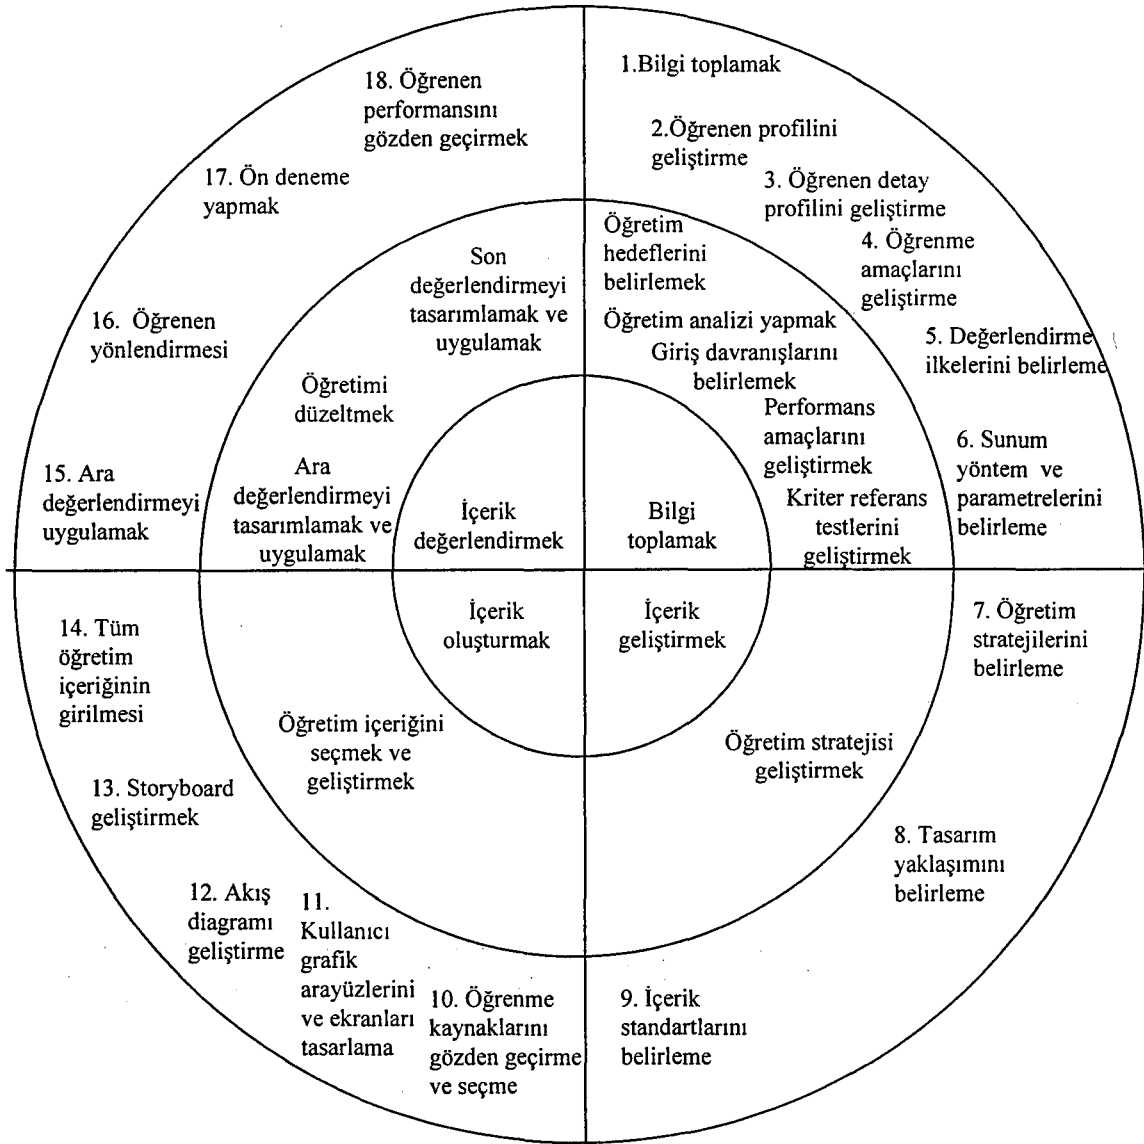 1.Bilgi toplamak
2.Öğrenen profilini
geliştirme
3. Öğrenen detay
profilini geliştirme
4. Öğrenme
amaçlarını
geliştirme
5. Değerlendirme
ilkelerini belirleme
6. Sunum
yöntem ve
parametrelerini
belirleme
7. Öğretim
stratejilerini
belirleme
8. Tasarım
yaklaşımını
belirleme
9. İçerik
standartlarını
belirleme
10. Öğrenme
kaynaklarını
gözden geçirme
ve seçme
11.
Kullanıcı
grafik
arayüzlerini
ve ekranları
tasarlama
12. Akış
diagramı
geliştirme
13. Storyboard
geliştirmek
14. Tüm
öğretim
içeriğinin
girilmesi
15. Ara
değerlendirmeyi
uygulamak
16. Öğrenen
yönlendirmesi
17. Ön deneme
yapmak
18. Öğrenen
performansını
gözden geçirmek
Öğretim
hedeflerini
belirlemek
Öğretim analizi yapmak
Giriş davranışlarını
belirlemek
Performans
amaçlarını
geliştirmek
Kriter referans
testlerini
geliştirmek
Öğretim stratejisi
geliştirmek
Öğretim içeriğini
seçmek ve
geliştirmek
Ara
değerlendirmeyi
tasarımlamak ve
uygulamak
Öğretimi
düzeltmek
Son
değerlendirmeyi
tasarımlamak ve
uygulamak
Bilgi
toplamak
İçerik
geliştirmek
İçerik
oluşturmak
İçerik
değerlendirmek